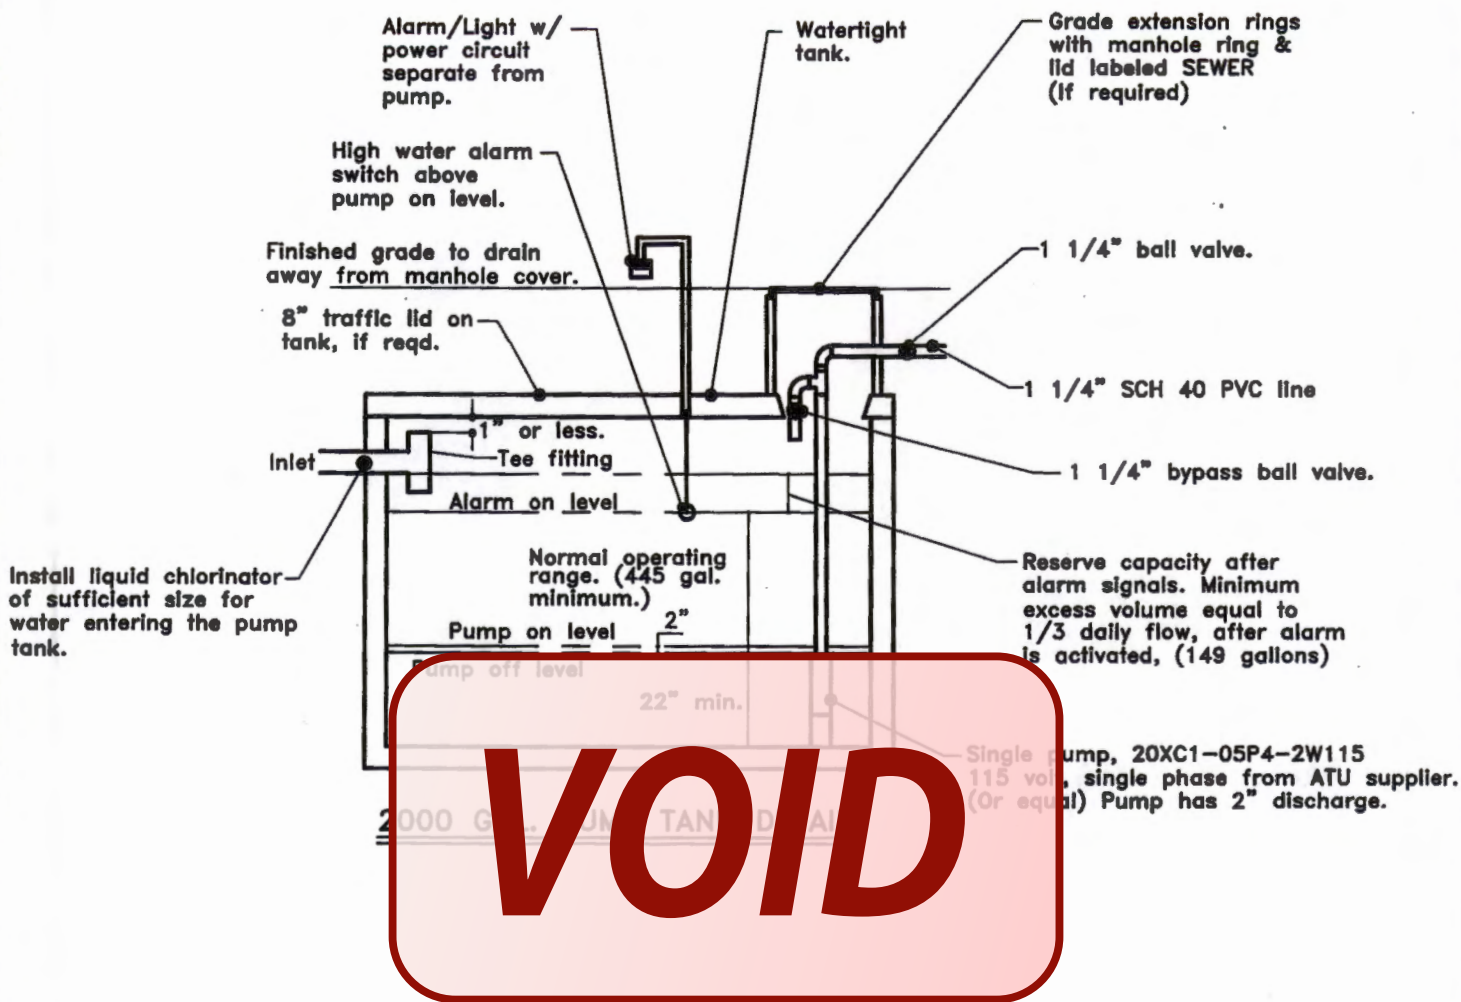 Alarm/Light w/
power circuit
separate from
pump.
Watertight
tank.
Grade extension rings
with manhole ring &
lid labeled SEWER
(if required)
High water alarm
switch above
pump on level.
Finished grade to drain
away from manhole cover.
1 1/4" ball valve.
8" traffic lid on
tank, if reqd.
1 1/4" SCH 40 PVC line
1" or less.
Inlet
Tee fitting
1 1/4" bypass ball valve.
Alarm on level
Normal operating
range. (445 gal.
minimum.)
Install liquid chlorinator
of sufficient size for
water entering the pump
tank.
Reserve capacity after
alarm signals. Minimum
excess volume equal to
1/3 daily flow, after alarm
is activated, (149 gallons)
2"
Pump on level
Pump off level
22" min.
Single pump, 20XC1-05P4-2W115
115 volt, single phase from ATU supplier.
(Or equal) Pump has 2" discharge.
2000
VOID